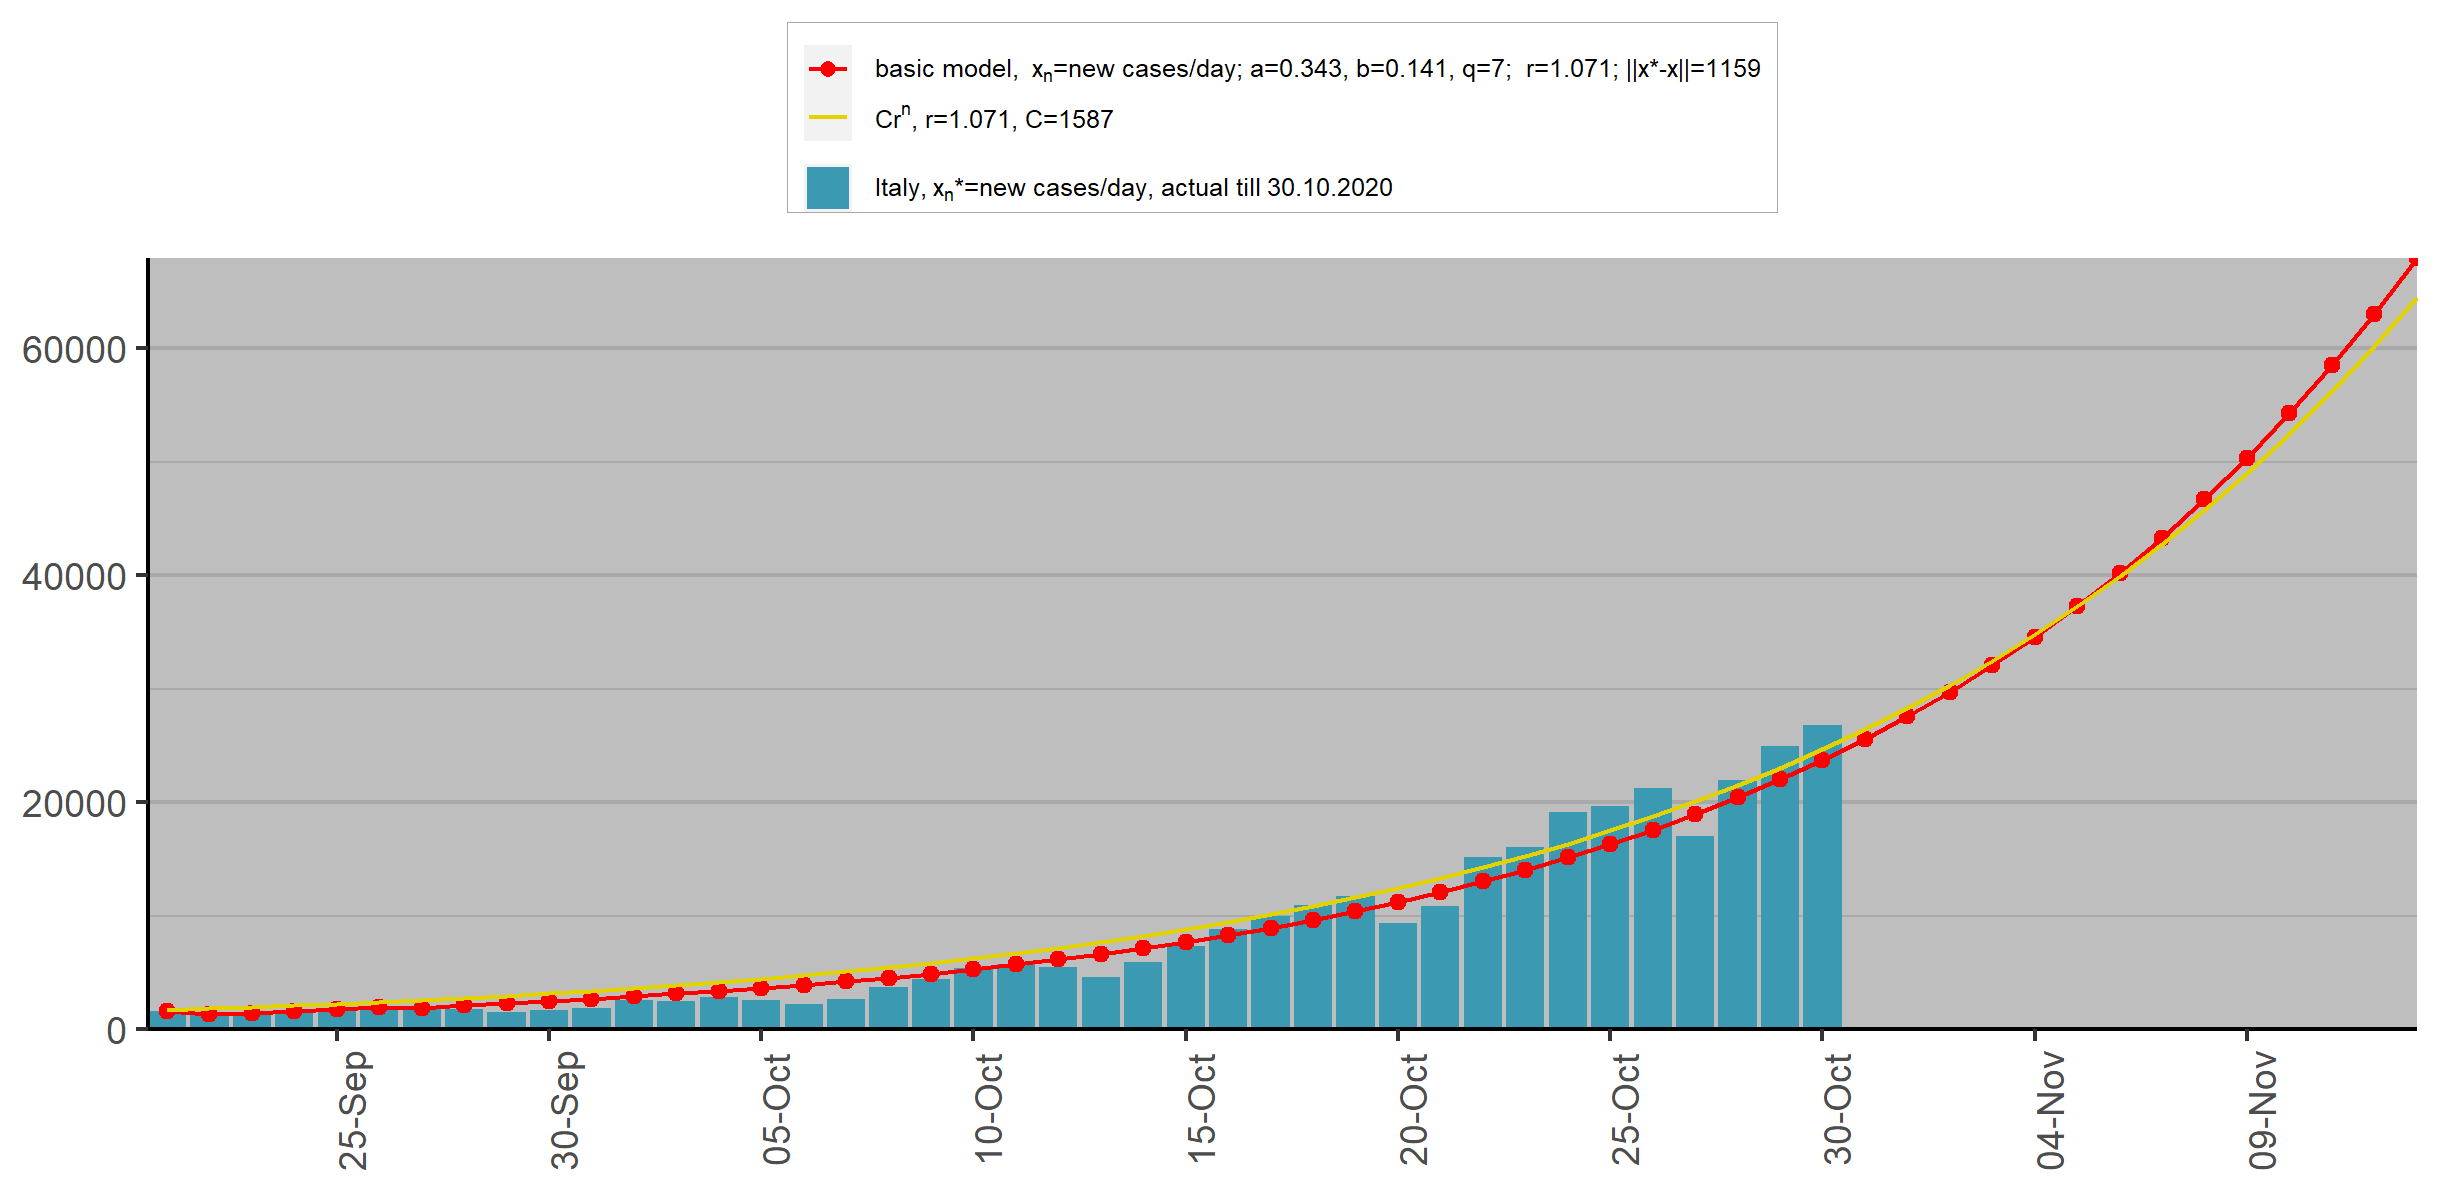 basic model,  xₙ=new cases/day; a=0.343, b=0.141, q=7;  r=1.071; ||x*-x||=1159
Crⁿ, r=1.071, C=1587
Italy, xₙ*=new cases/day, actual till 30.10.2020
60000
40000
20000
0
25-Sep
30-Sep
05-Oct
10-Oct
15-Oct
20-Oct
25-Oct
30-Oct
04-Nov
09-Nov